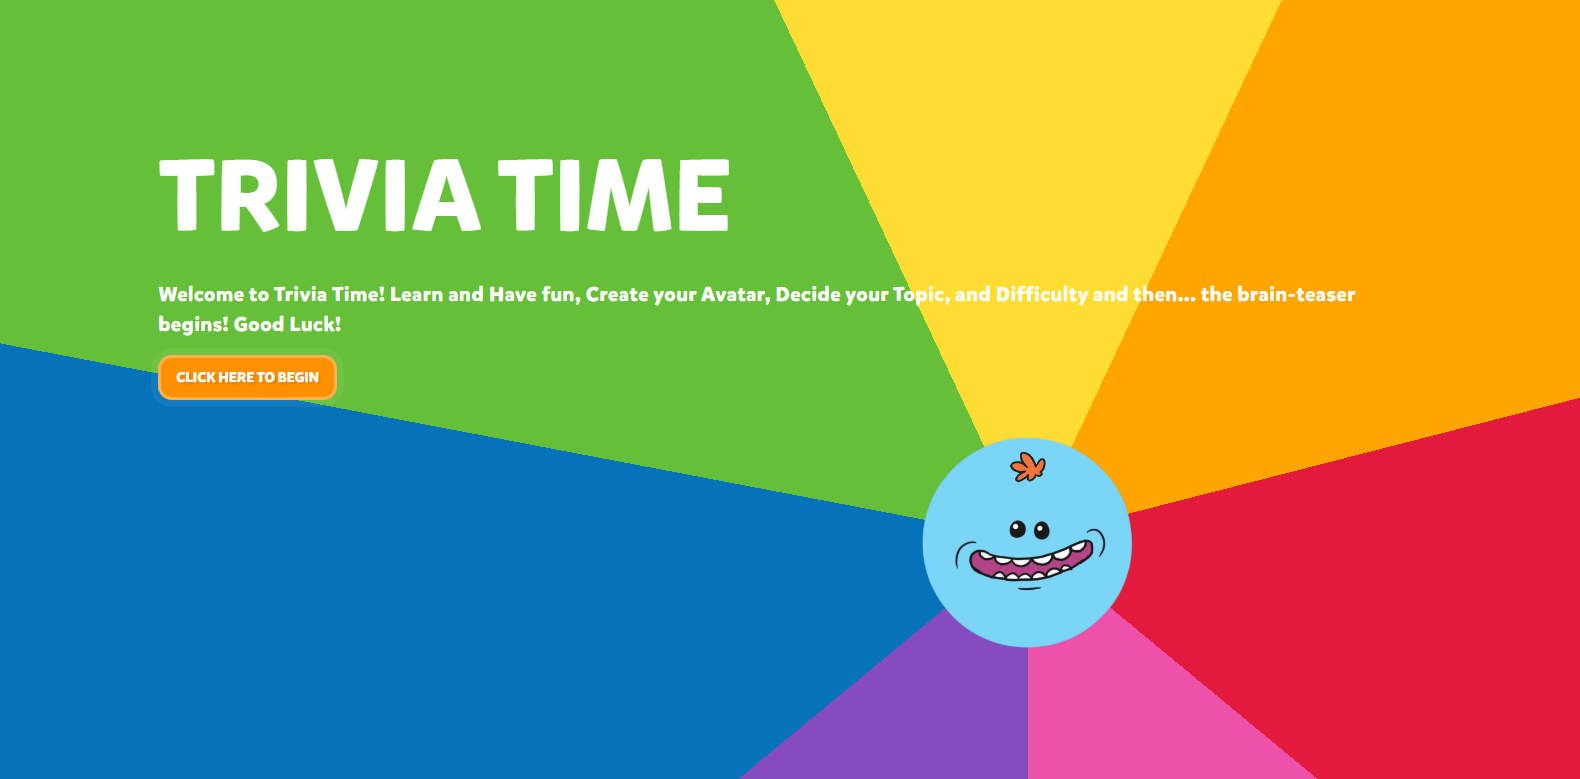 TRIVIA TIME
Welcome to Trivia Time! Learn and Have fun, Create your Avatar, Decide your Topic, and Difficulty and then... the brain-teaser
begins! Good Luck!
CLICK HERE TO BEGIN